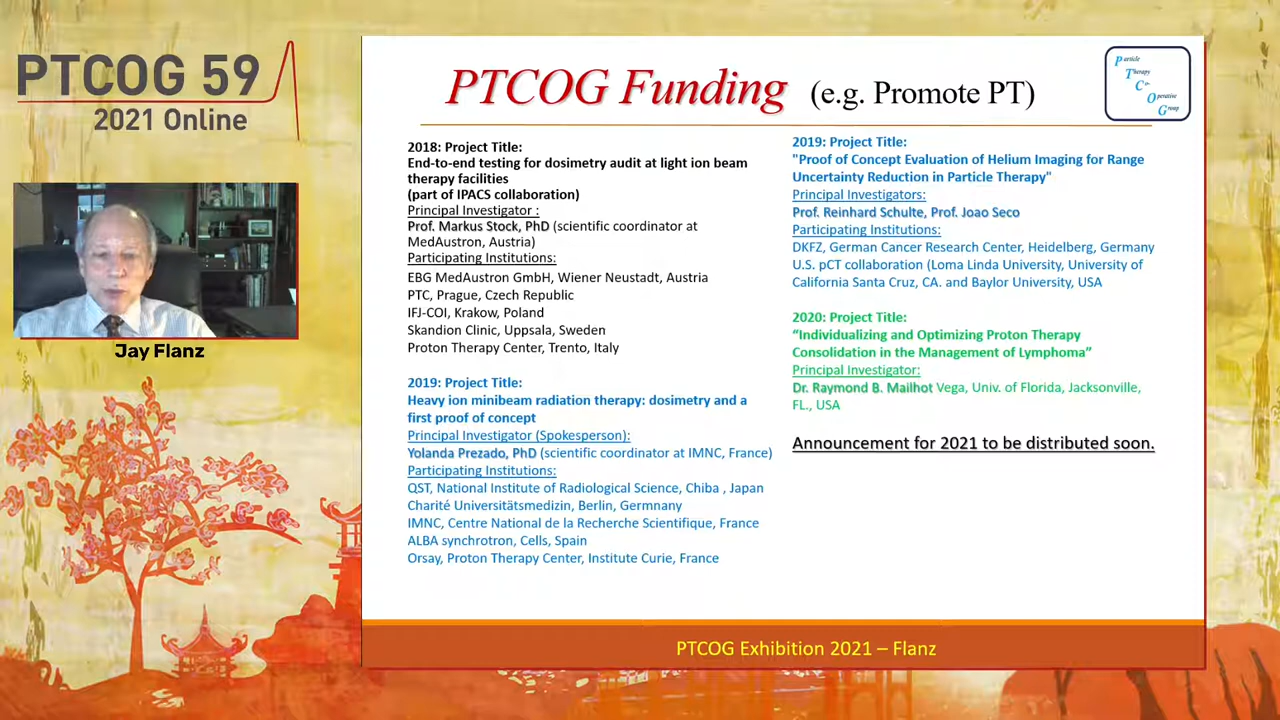 PTCOG 59
2021 Online
Jay Flanz
PTCOG Funding (e.g. Promote PT)
Particle
Therapy
Co-
Operative
Group
2018: Project Title:
End-to-end testing for dosimetry audit at light ion beam
therapy facilities
(part of IPACS collaboration)
Principal Investigator :
Prof. Markus Stock, PhD (scientific coordinator at
MedAustron, Austria)
Participating Institutions:
EBG MedAustron GmbH, Wiener Neustadt, Austria
PTC, Prague, Czech Republic
IFJ-COI, Krakow, Poland
Skandion Clinic, Uppsala, Sweden
Proton Therapy Center, Trento, Italy
2019: Project Title:
Heavy ion minibeam radiation therapy: dosimetry and a
first proof of concept
Principal Investigator (Spokesperson):
Yolanda Prezado, PhD (scientific coordinator at IMNC, France)
Participating Institutions:
QST, National Institute of Radiological Science, Chiba , Japan
Charité Universitätsmedizin, Berlin, Germnany
IMNC, Centre National de la Recherche Scientifique, France
ALBA synchrotron, Cells, Spain
Orsay, Proton Therapy Center, Institute Curie, France
2019: Project Title:
"Proof of Concept Evaluation of Helium Imaging for Range
Uncertainty Reduction in Particle Therapy"
Principal Investigators:
Prof. Reinhard Schulte, Prof. Joao Seco
Participating Institutions:
DKFZ, German Cancer Research Center, Heidelberg, Germany
U.S. pCT collaboration (Loma Linda University, University of
California Santa Cruz, CA. and Baylor University, USA
2020: Project Title:
“Individualizing and Optimizing Proton Therapy
Consolidation in the Management of Lymphoma”
Principal Investigator:
Dr. Raymond B. Mailhot Vega, Univ. of Florida, Jacksonville,
FL., USA
Announcement for 2021 to be distributed soon.
PTCOG Exhibition 2021 – Flanz